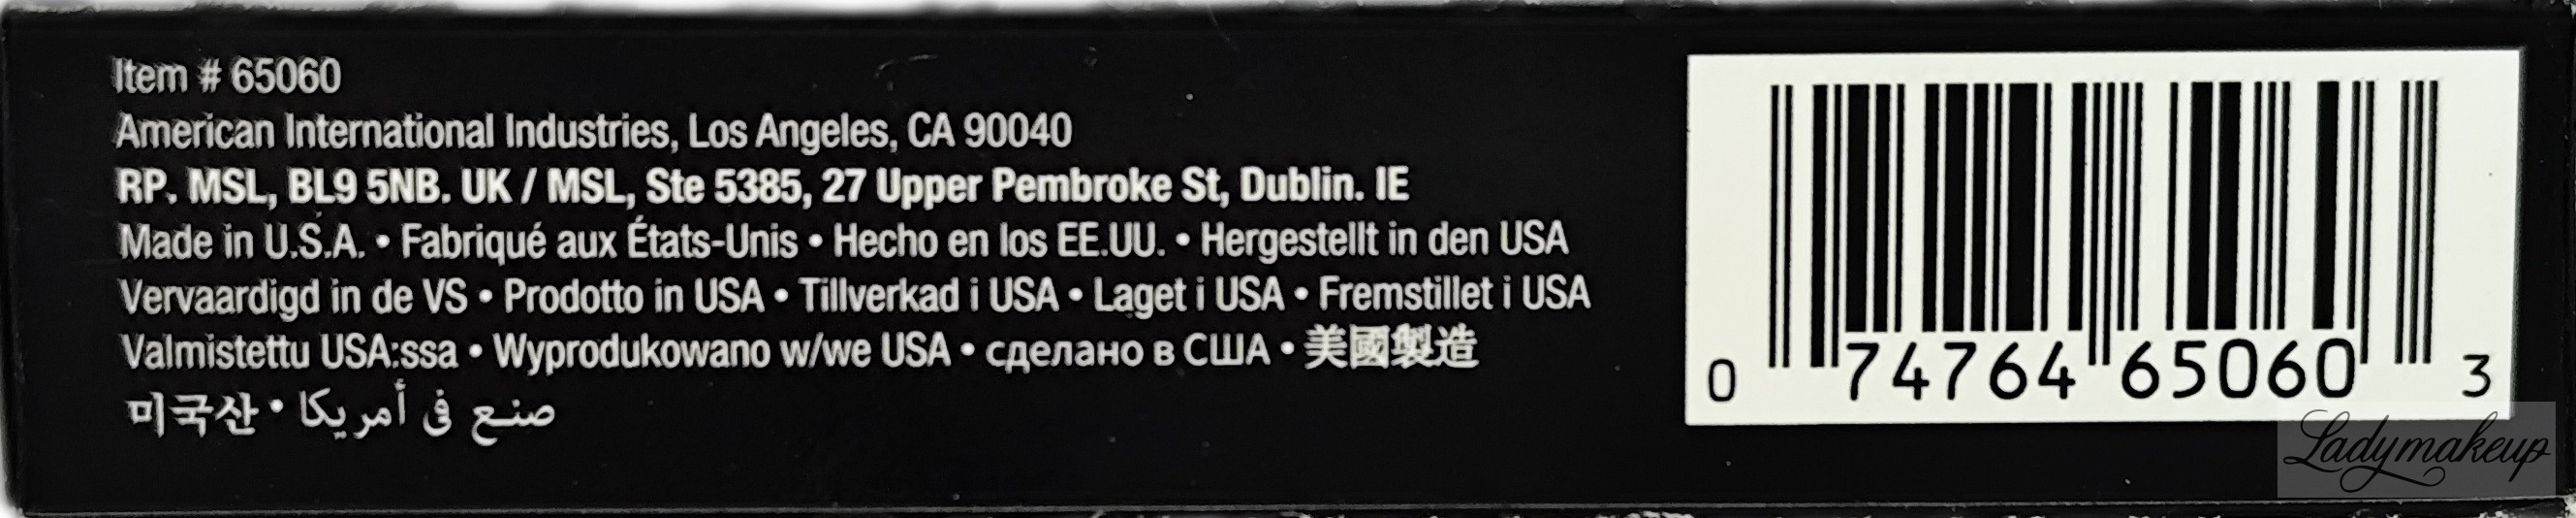 Item # 65060
American International Industries, Los Angeles, CA 90040
RP. MSL, BL9 5NB. UK / MSL, Ste 5385, 27 Upper Pembroke St, Dublin. IE
Made in U.S.A. • Fabriqué aux États-Unis • Hecho en los EE.UU. • Hergestellt in den USA
Vervaardigd in de VS • Prodotto in USA • Tillverkad i USA • Laget i USA • Fremstillet i USA
Valmistettu USA:ssa • Wyprodukowano w/we USA • сделано в США • 美國製造
미국산 • صنع فى أمريكا
0 74764 65060 3
Ladymakeup